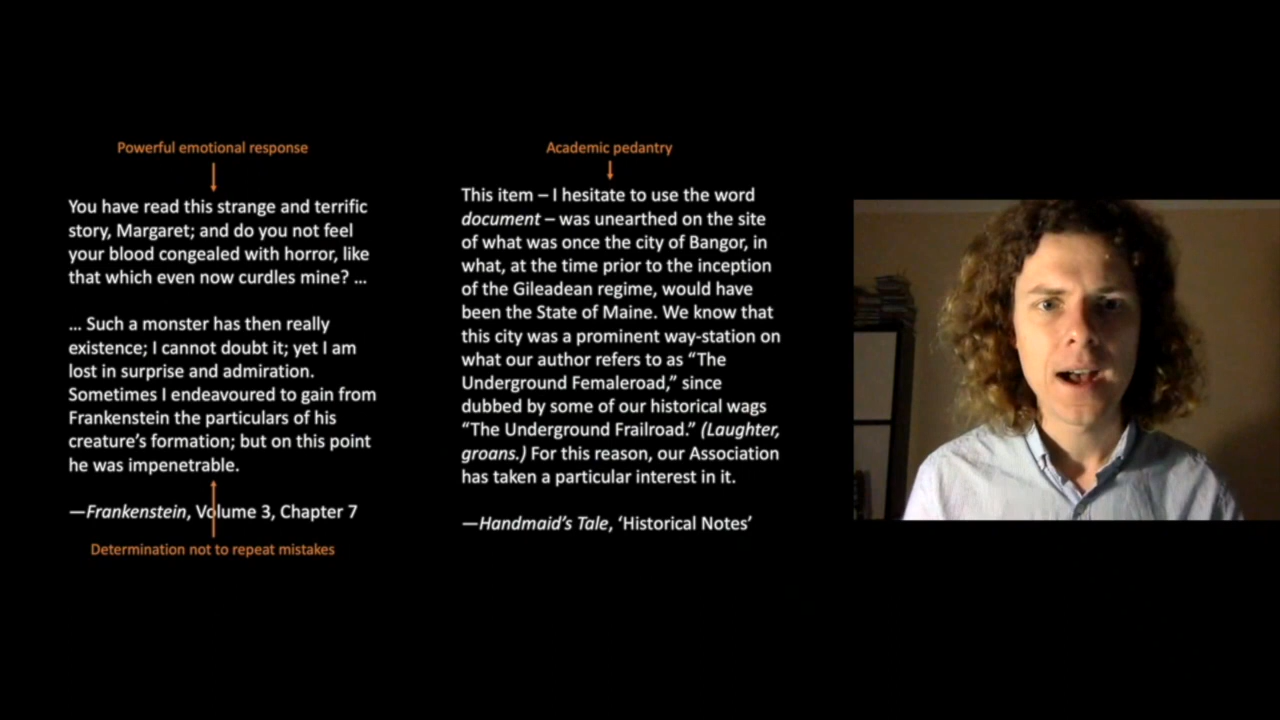 Powerful emotional response
You have read this strange and terrific
story, Margaret; and do you not feel
your blood congealed with horror, like
that which even now curdles mine? ...
... Such a monster has then really
existence; I cannot doubt it; yet I am
lost in surprise and admiration.
Sometimes I endeavoured to gain from
Frankenstein the particulars of his
creature’s formation; but on this point
he was impenetrable.
—Frankenstein, Volume 3, Chapter 7
Determination not to repeat mistakes
Academic pedantry
This item – I hesitate to use the word
document – was unearthed on the site
of what was once the city of Bangor, in
what, at the time prior to the inception
of the Gileadean regime, would have
been the State of Maine. We know that
this city was a prominent way-station on
what our author refers to as “The
Underground Femaleroad,” since
dubbed by some of our historical wags
“The Underground Frailroad.” (Laughter,
groans.) For this reason, our Association
has taken a particular interest in it.
—Handmaid’s Tale, ‘Historical Notes’